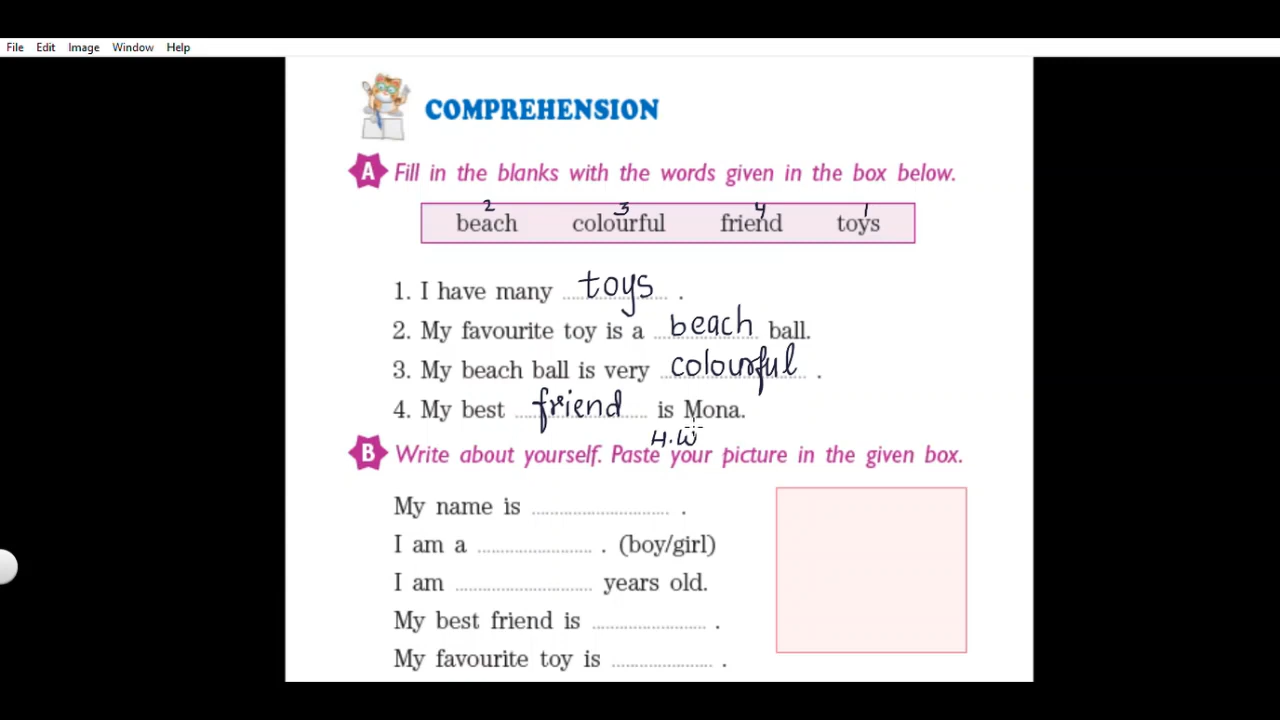 File Edit Image Window Help
COMPREHENSION
A Fill in the blanks with the words given in the box below.
2 3 4 1
beach colourful friend toys
1. I have many toys .
2. My favourite toy is a beach ball.
3. My beach ball is very colourful .
4. My best friend is Mona.
H.W
B Write about yourself. Paste your picture in the given box.
My name is .............................. .
I am a ......................... . (boy/girl)
I am .............................. years old.
My best friend is ......................... .
My favourite toy is ...................... .